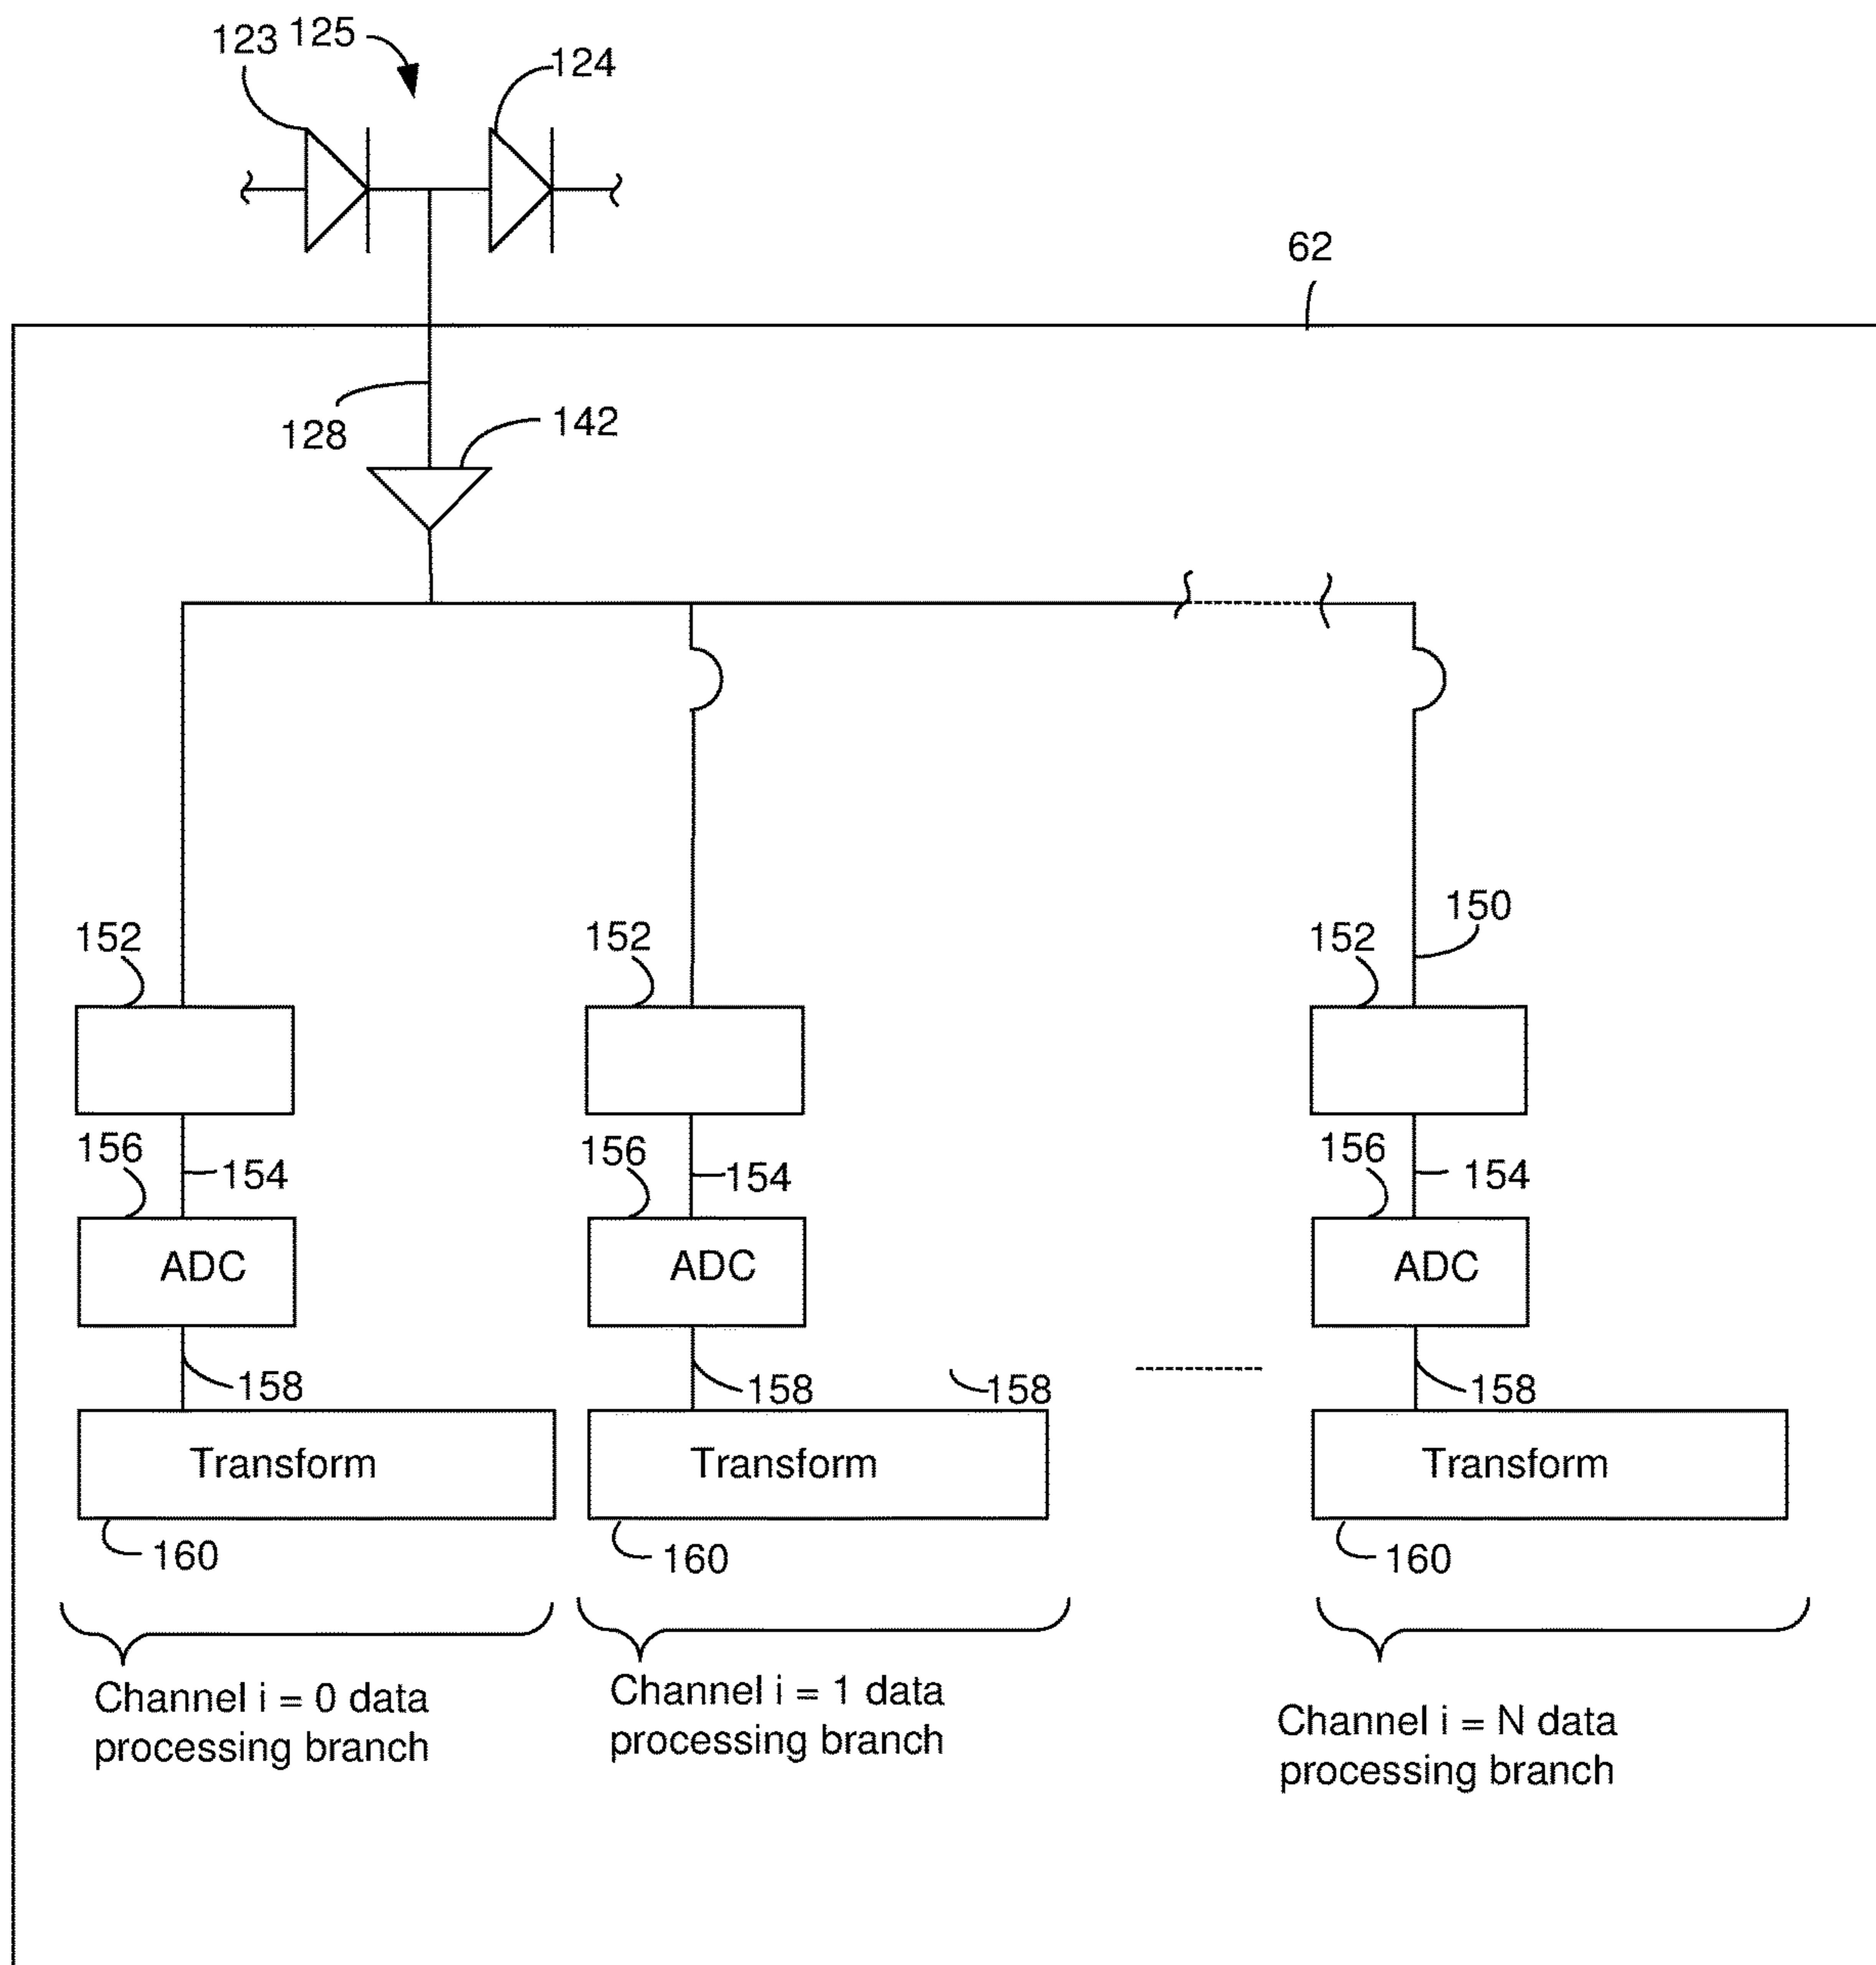 123 125
124
62
128
142
150
152 152 152
156 156 156
154 154 154
ADC ADC ADC
158 158 158 158
Transform Transform Transform
160 160 160
Channel i = 0 data
processing branch
Channel i = 1 data
processing branch
Channel i = N data
processing branch